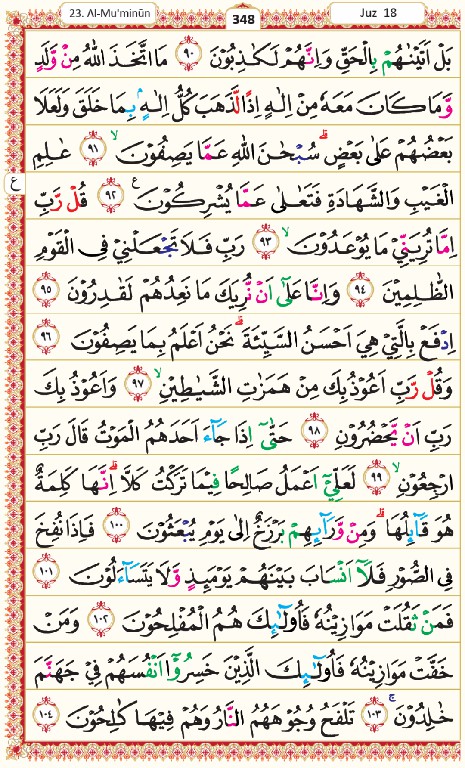 23. Al-Mu'minūn 348 Juz 18
بَلْ اَتَيْنٰهُمْ بِالْحَقِّ وَاِنَّهُمْ لَكٰذِبُوْنَ ٩٠ مَا اتَّخَذَ اللّٰهُ مِنْ وَّلَدٍ
وَّمَا كَانَ مَعَهٗ مِنْ اِلٰهٍ اِذًا لَّذَهَبَ كُلُّ اِلٰهٍۢ بِمَا خَلَقَ وَلَعَلَا
بَعْضُهُمْ عَلٰى بَعْضٍۗ سُبْحٰنَ اللّٰهِ عَمَّا يَصِفُوْنَۙ ٩١ عٰلِمِ
ع
الْغَيْبِ وَالشَّهَادَةِ فَتَعٰلٰى عَمَّا يُشْرِكُوْنَ ع ٩٢ قُلْ رَّبِّ
اِمَّا تُرِيَنِّيْ مَا يُوْعَدُوْنَۙ ٩٣ رَبِّ فَلَا تَجْعَلْنِيْ فِى الْقَوْمِ
الظّٰلِمِيْنَ ٩٤ وَاِنَّا عَلٰٓى اَنْ نُّرِيَكَ مَا نَعِدُهُمْ لَقٰدِرُوْنَ ٩٥
اِدْفَعْ بِالَّتِيْ هِيَ اَحْسَنُ السَّيِّئَةَۗ نَحْنُ اَعْلَمُ بِمَا يَصِفُوْنَ ٩٦
وَقُلْ رَّبِّ اَعُوْذُ بِكَ مِنْ هَمَزٰتِ الشَّيٰطِيْنِۙ ٩٧ وَاَعُوْذُ بِكَ
رَبِّ اَنْ يَّحْضُرُوْنِ ٩٨ حَتّٰٓى اِذَا جَاۤءَ اَحَدَهُمُ الْمَوْتُ قَالَ رَبِّ
ارْجِعُوْنِۙ ٩٩ لَعَلِّيْٓ اَعْمَلُ صَالِحًا فِيْمَا تَرَكْتُ كَلَّاۗ اِنَّهَا كَلِمَةٌ
هُوَ قَاۤىِٕلُهَاۗ وَمِنْ وَّرَاۤىِٕهِمْ بَرْزَخٌ اِلٰى يَوْمِ يُبْعَثُوْنَ ١٠٠ فَاِذَا نُفِخَ
فِى الصُّوْرِ فَلَآ اَنْسَابَ بَيْنَهُمْ يَوْمَىِٕذٍ وَّلَا يَتَسَاۤءَلُوْنَ ١٠١
فَمَنْ ثَقُلَتْ مَوَازِيْنُهٗ فَاُولٰۤىِٕكَ هُمُ الْمُفْلِحُوْنَ ١٠٢ وَمَنْ
خَفَّتْ مَوَازِيْنُهٗ فَاُولٰۤىِٕكَ الَّذِيْنَ خَسِرُوْٓا اَنْفُسَهُمْ فِيْ جَهَنَّمَ
خٰلِدُوْنَۚ ١٠٣ تَلْفَحُ وُجُوْهَهُمُ النَّارُ وَهُمْ فِيْهَا كٰلِحُوْنَ ١٠٤